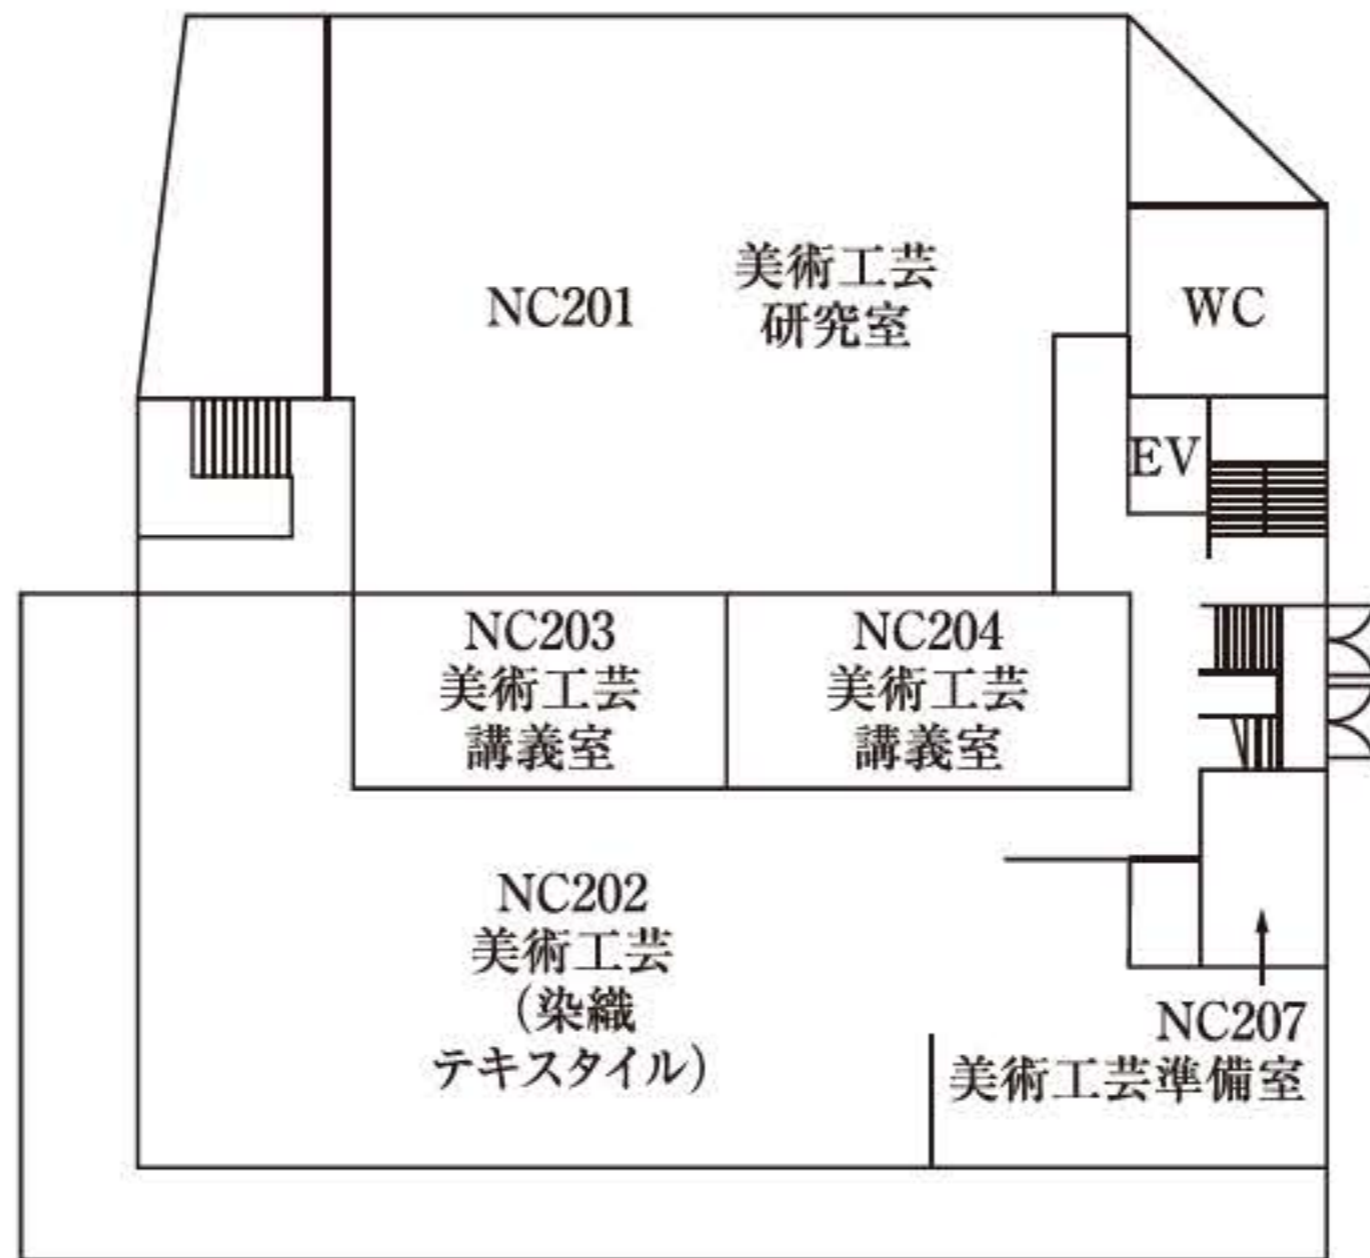 NC201
美術工芸
研究室
WC
EV
NC203
美術工芸
講義室
NC204
美術工芸
講義室
NC202
美術工芸
(染織
テキスタイル)
NC207
美術工芸準備室